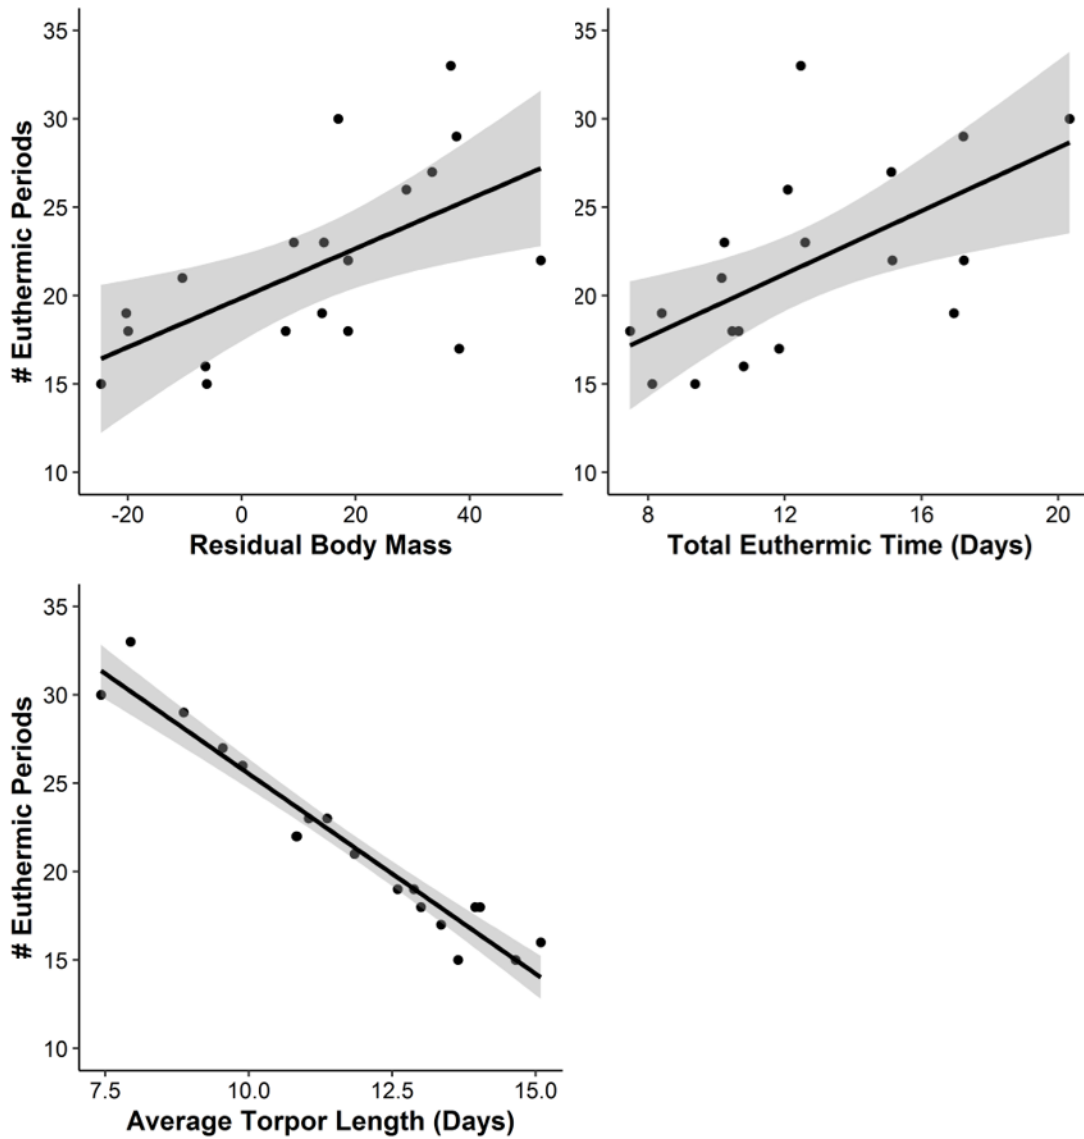 35
30
25
20
15
10
# Euthermic Periods
-20 0 20 40
Residual Body Mass
35
30
25
20
15
10
8 12 16 20
Total Euthermic Time (Days)
35
30
25
20
15
10
# Euthermic Periods
7.5 10.0 12.5 15.0
Average Torpor Length (Days)